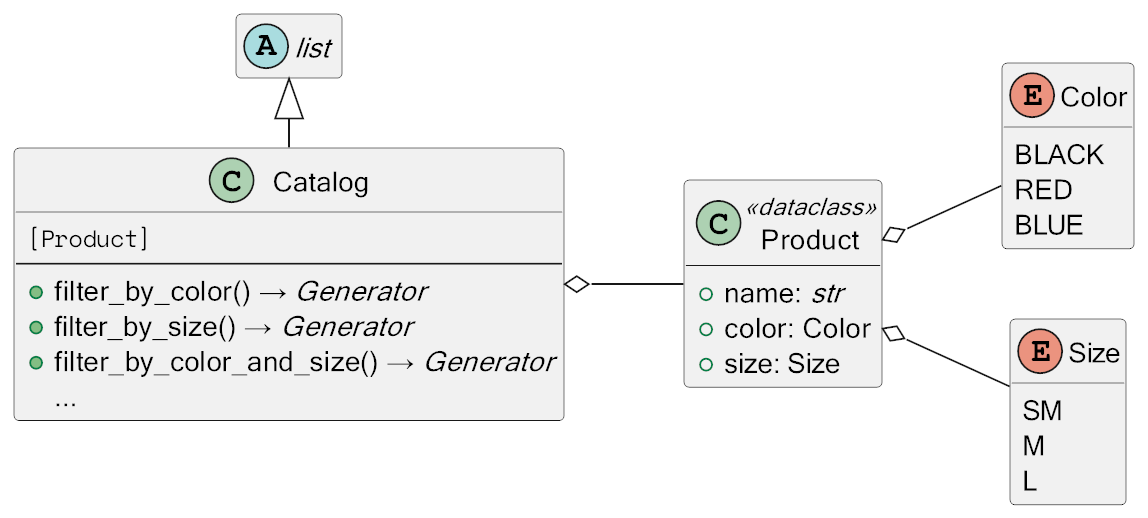 A list
C Catalog
[Product]
filter_by_color() → Generator
filter_by_size() → Generator
filter_by_color_and_size() → Generator
...
«dataclass»
C Product
name: str
color: Color
size: Size
E Color
BLACK
RED
BLUE
E Size
SM
M
L